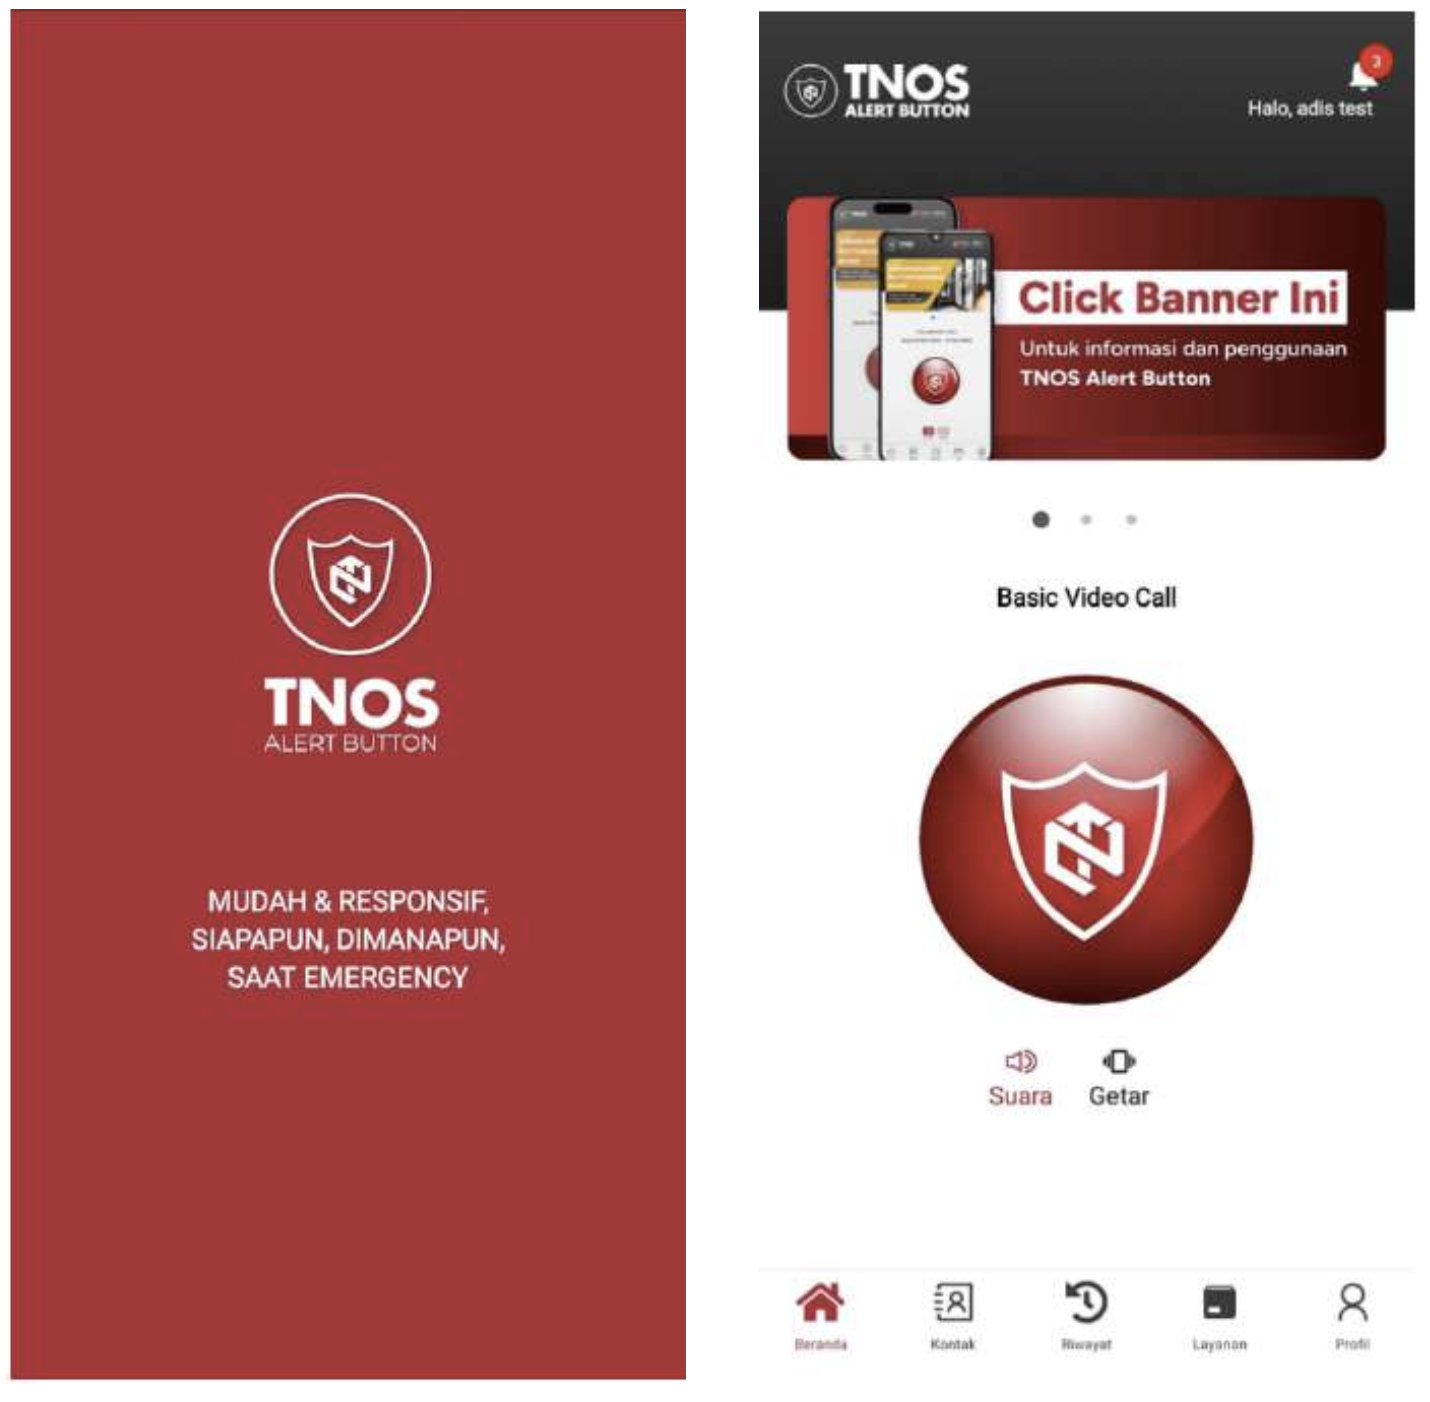 TNOS
ALERT BUTTON
MUDAH & RESPONSIF,
SIAPAPUN, DIMANAPUN,
SAAT EMERGENCY
TNOS
ALERT BUTTON
3
Halo, adis test
Click Banner Ini
Untuk informasi dan penggunaan
TNOS Alert Button
Basic Video Call
Suara Getar
Beranda Kontak Riwayat Layanan Profil